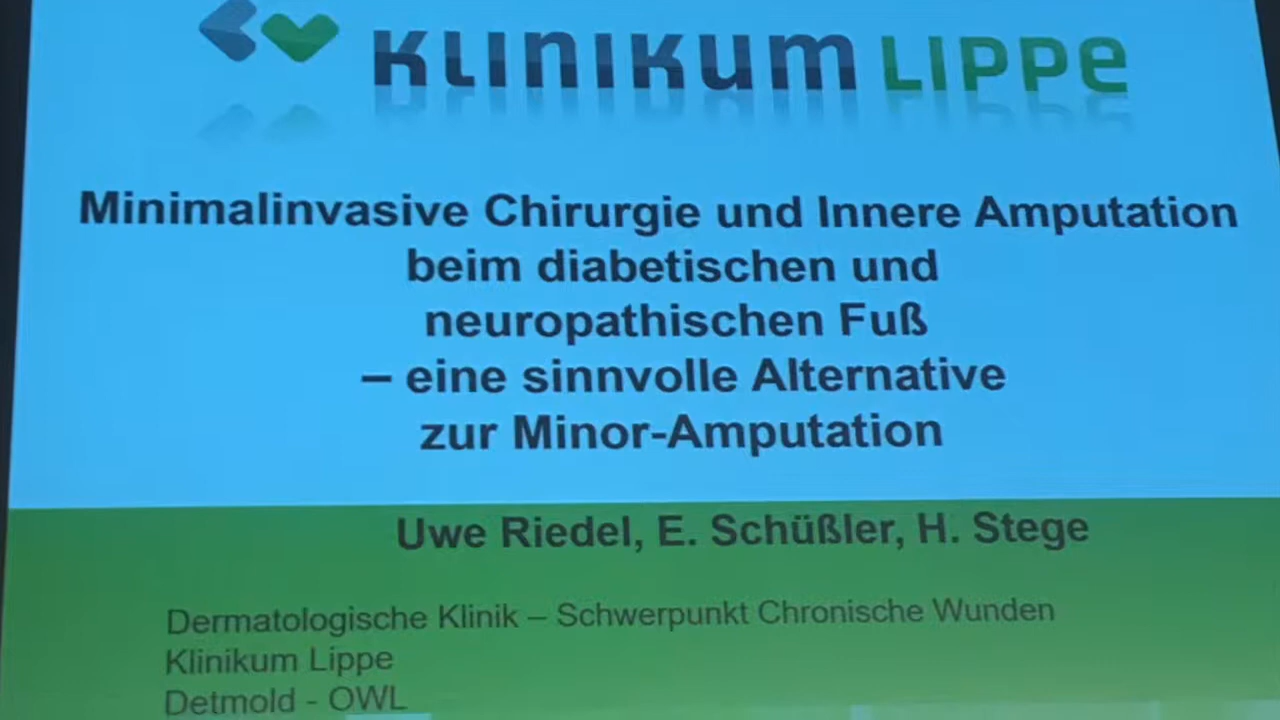 KLINIKUM LIPPE
Minimalinvasive Chirurgie und Innere Amputation
beim diabetischen und
neuropathischen Fuß
– eine sinnvolle Alternative
zur Minor-Amputation
Uwe Riedel, E. Schüßler, H. Stege
Dermatologische Klinik – Schwerpunkt Chronische Wunden
Klinikum Lippe
Detmold - OWL